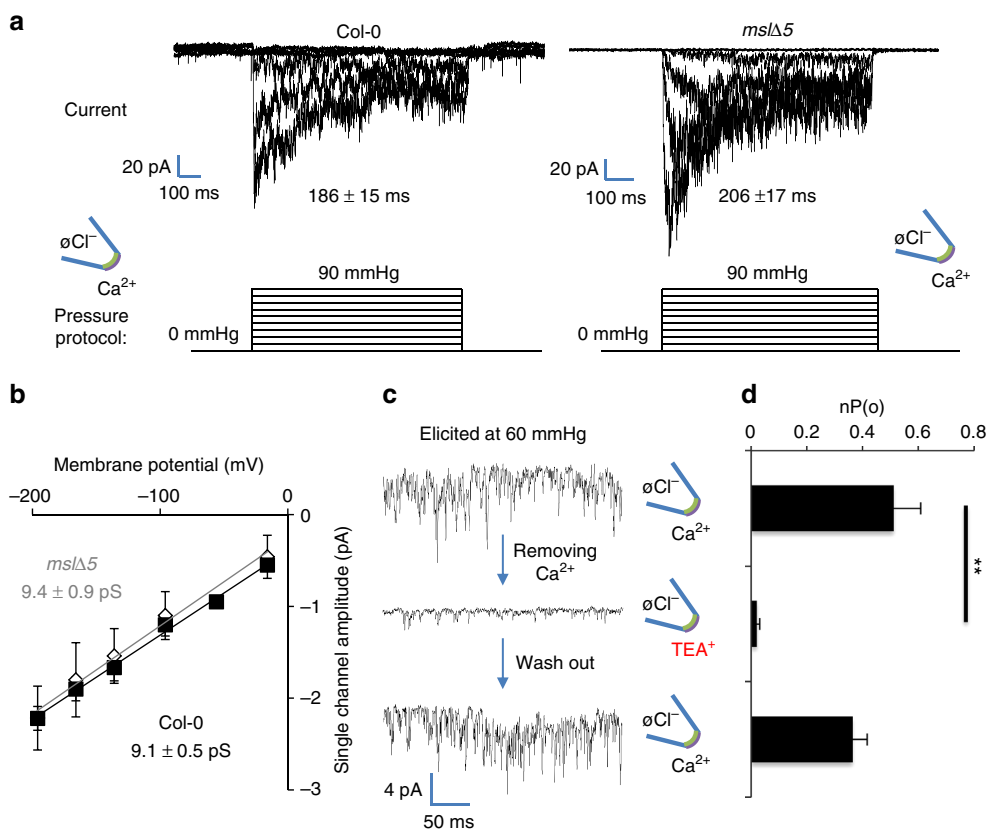 a
Col-0
mslΔ5
Current
20 pA
100 ms
186 ± 15 ms
20 pA
100 ms
206 ±17 ms
øCl–
Ca2+
øCl–
Ca2+
90 mmHg
90 mmHg
Pressure
protocol:
0 mmHg
0 mmHg
b
Membrane potential (mV)
–200
–100
0
0
–1
–2
–3
Single channel amplitude (pA)
mslΔ5
9.4 ± 0.9 pS
Col-0
9.1 ± 0.5 pS
c
Elicited at 60 mmHg
øCl–
Ca2+
Removing
Ca2+
øCl–
TEA+
Wash out
øCl–
Ca2+
4 pA
50 ms
d
nP(o)
0
0.2
0.4
0.6
0.8
**